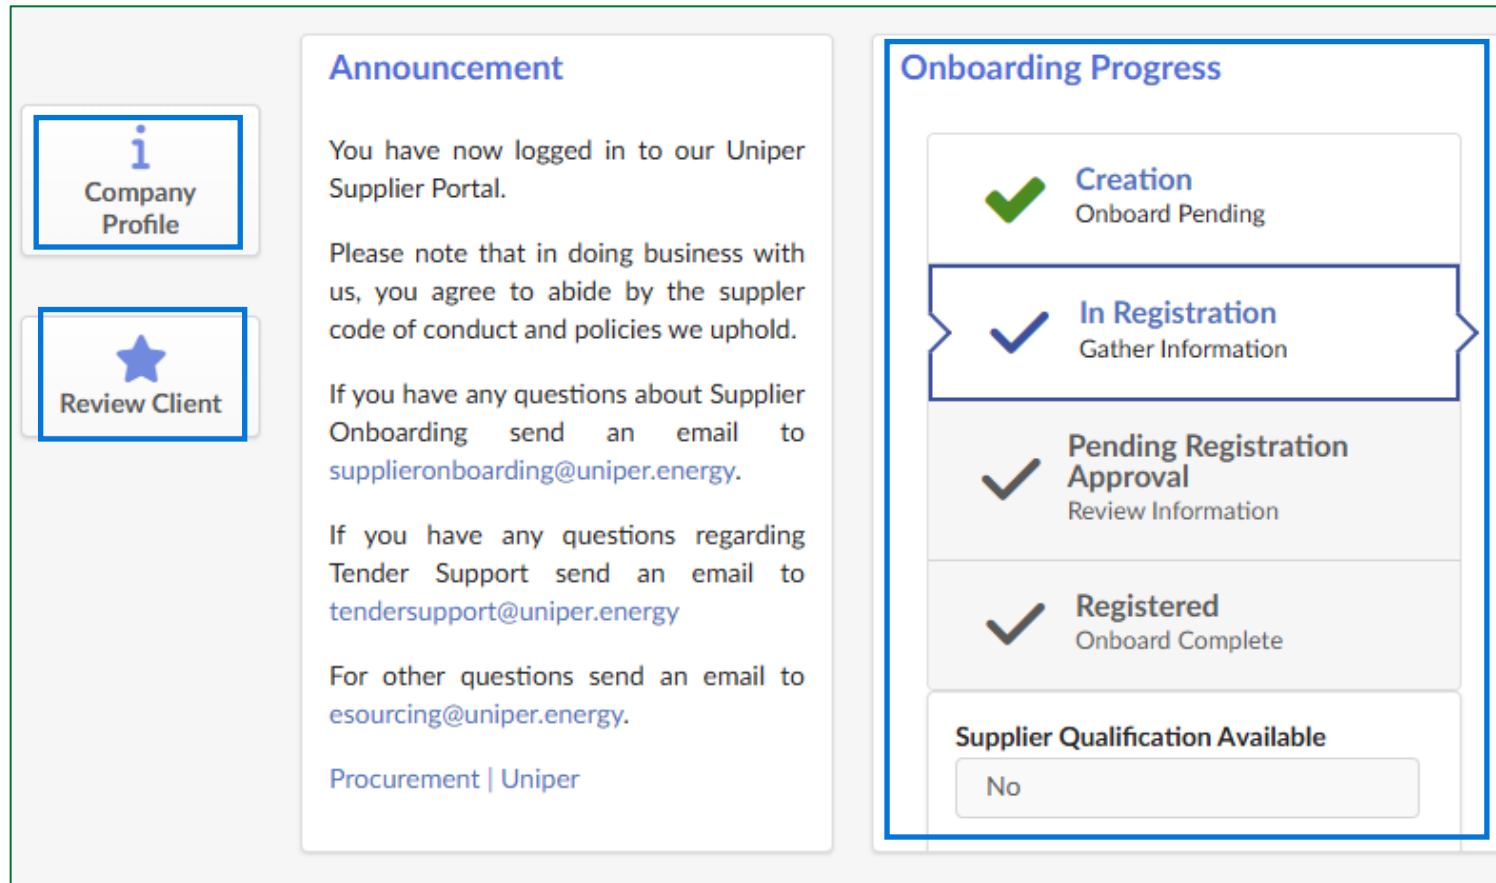 Company
Profile
Review Client
Announcement
You have now logged in to our Uniper
Supplier Portal.
Please note that in doing business with
us, you agree to abide by the suppler
code of conduct and policies we uphold.
If you have any questions about Supplier
Onboarding send an email to
supplieronboarding@uniper.energy.
If you have any questions regarding
Tender Support send an email to
tendersupport@uniper.energy
For other questions send an email to
esourcing@uniper.energy.
Procurement | Uniper
Onboarding Progress
Creation
Onboard Pending
In Registration
Gather Information
Pending Registration
Approval
Review Information
Registered
Onboard Complete
Supplier Qualification Available
No